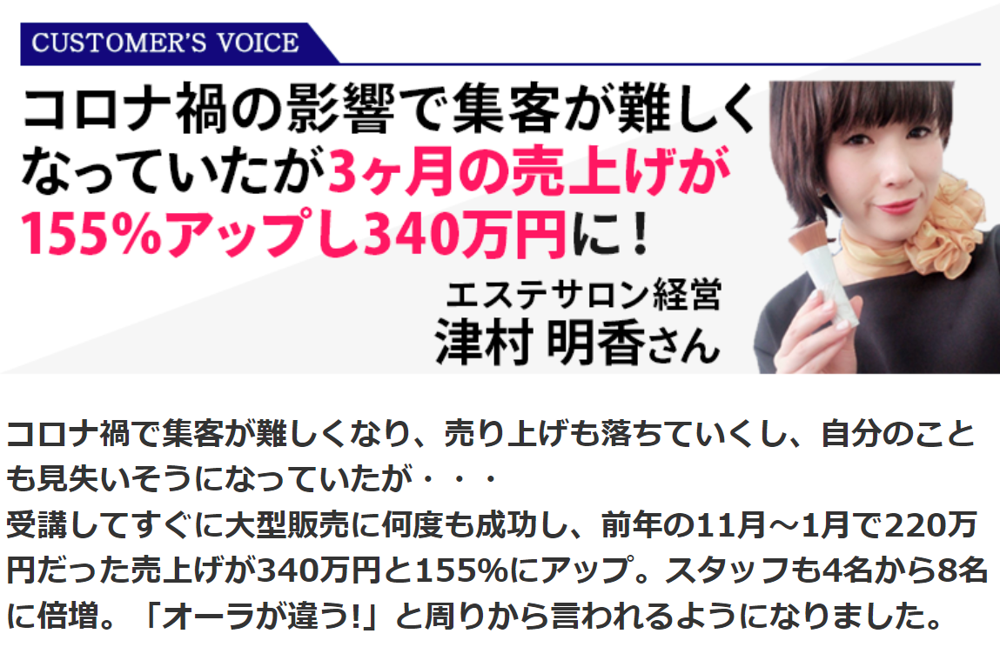 CUSTOMER'S VOICE
コロナ禍の影響で集客が難しく
なっていたが3ヶ月の売上げが
155%アップし340万円に！
エステサロン経営
津村 明香さん
コロナ禍で集客が難しくなり、売り上げも落ちていくし、自分のこと
も見失いそうになっていたが・・・
受講してすぐに大型販売に何度も成功し、前年の11月～1月で220万
円だった売上げが340万円と155%にアップ。スタッフも4名から8名
に倍増。「オーラが違う!」と周りから言われるようになりました。